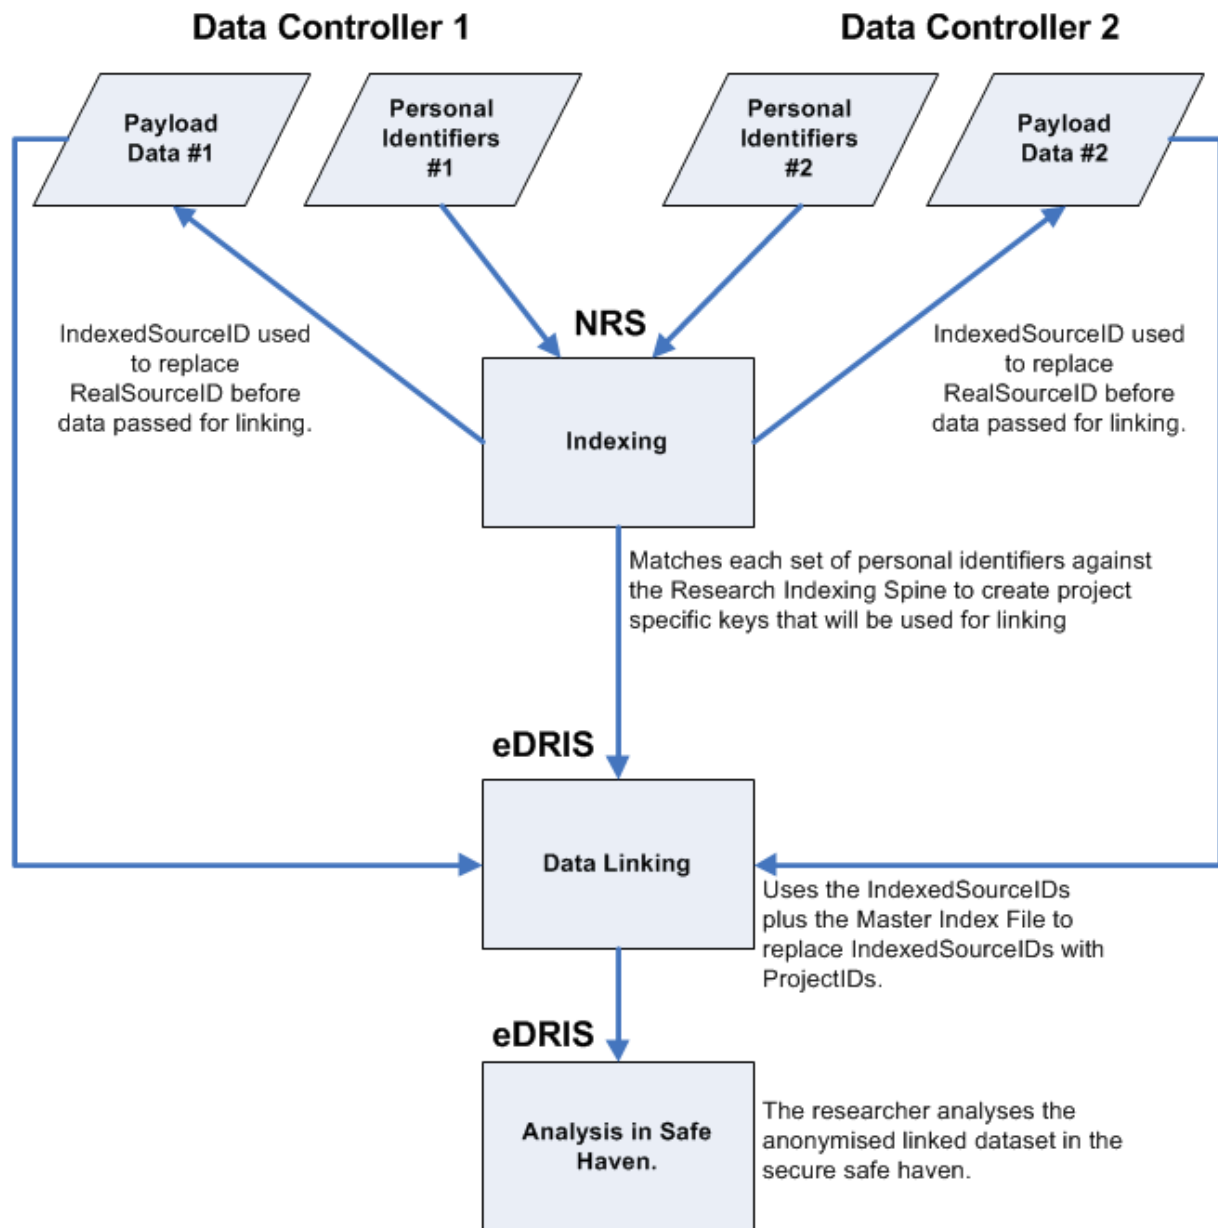 Data Controller 1
Data Controller 2
Payload
Data #1
Personal
Identifiers
#1
Personal
Identifiers
#2
Payload
Data #2
IndexedSourceID used
to replace
RealSourceID before
data passed for linking.
NRS
IndexedSourceID used
to replace
RealSourceID before
data passed for linking.
Indexing
Matches each set of personal identifiers against
the Research Indexing Spine to create project
specific keys that will be used for linking
eDRIS
Data Linking
Uses the IndexedSourceIDs
plus the Master Index File to
replace IndexedSourceIDs with
ProjectIDs.
eDRIS
Analysis in Safe
Haven.
The researcher analyses the
anonymised linked dataset in the
secure safe haven.